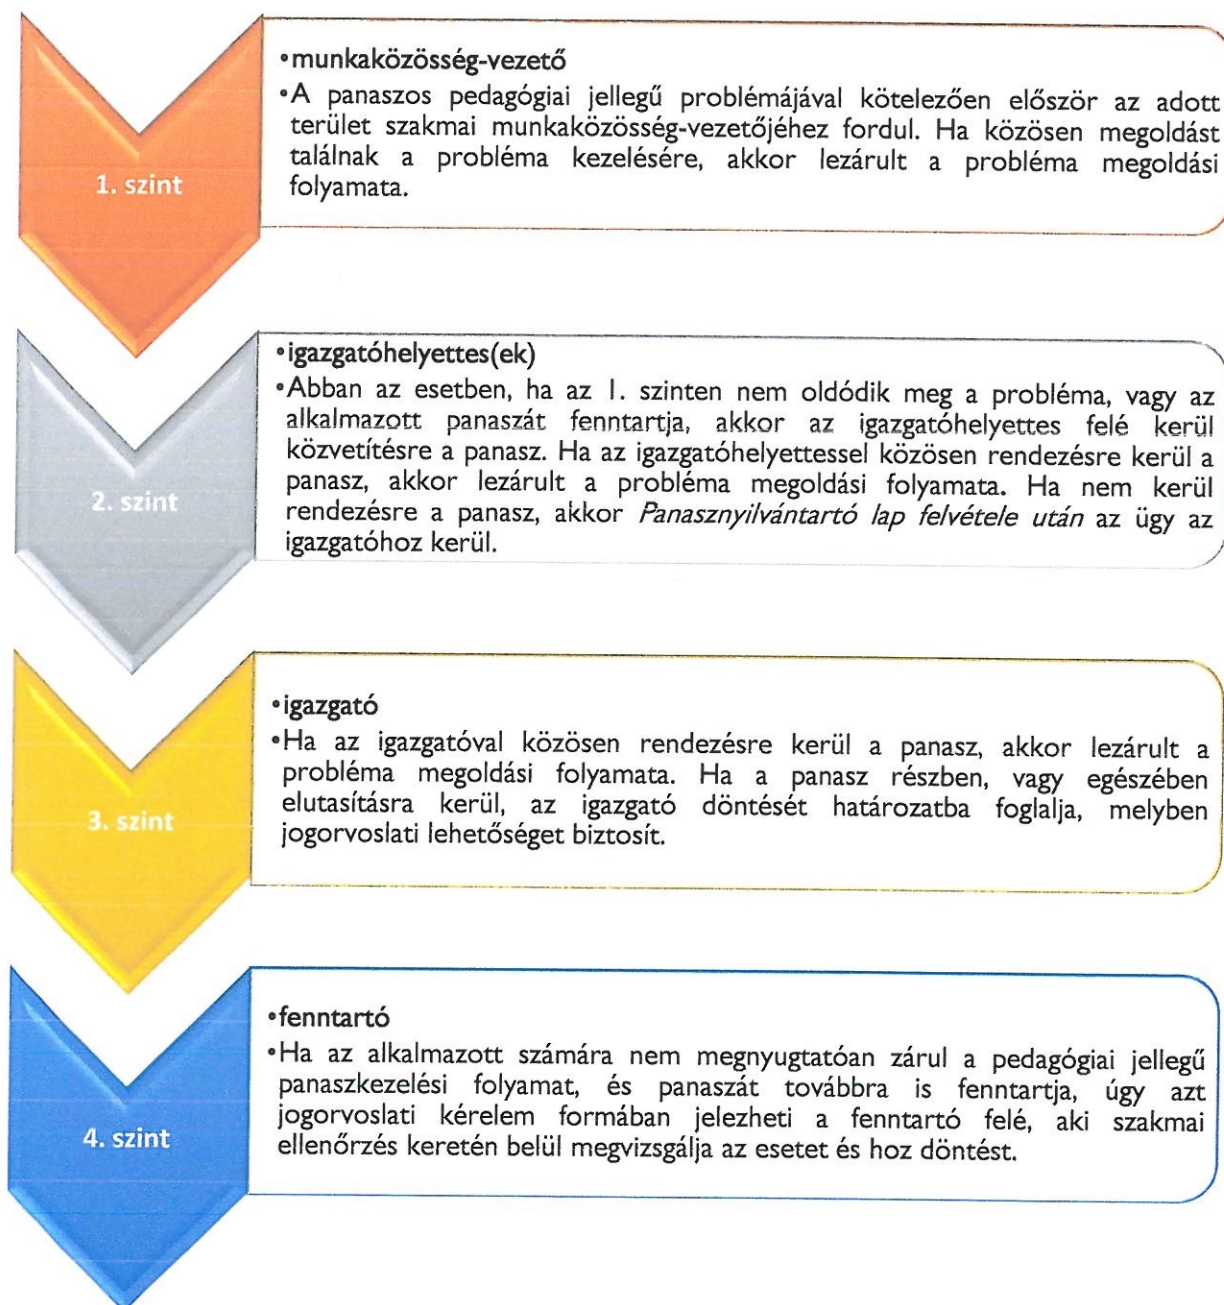 1. szint
•munkaközösség-vezető
•A panaszos pedagógiai jellegű problémájával kötelezően először az adott
terület szakmai munkaközösség-vezetőjéhez fordul. Ha közösen megoldást
találnak a probléma kezelésére, akkor lezárult a probléma megoldási
folyamata.
2. szint
•igazgatóhelyettes(ek)
•Abban az esetben, ha az 1. szinten nem oldódik meg a probléma, vagy az
alkalmazott panaszát fenntartja, akkor az igazgatóhelyettes felé kerül
közvetítésre a panasz. Ha az igazgatóhelyettessel közösen rendezésre kerül a
panasz, akkor lezárult a probléma megoldási folyamata. Ha nem kerül
rendezésre a panasz, akkor Panasznyilvántartó lap felvétele után az ügy az
igazgatóhoz kerül.
3. szint
•igazgató
•Ha az igazgatóval közösen rendezésre kerül a panasz, akkor lezárult a
probléma megoldási folyamata. Ha a panasz részben, vagy egészében
elutasításra kerül, az igazgató döntését határozatba foglalja, melyben
jogorvoslati lehetőséget biztosít.
4. szint
•fenntartó
•Ha az alkalmazott számára nem megnyugtatóan zárul a pedagógiai jellegű
panaszkezelési folyamat, és panaszát továbbra is fenntartja, úgy azt
jogorvoslati kérelem formában jelezheti a fenntartó felé, aki szakmai
ellenőrzés keretén belül megvizsgálja az esetet és hoz döntést.